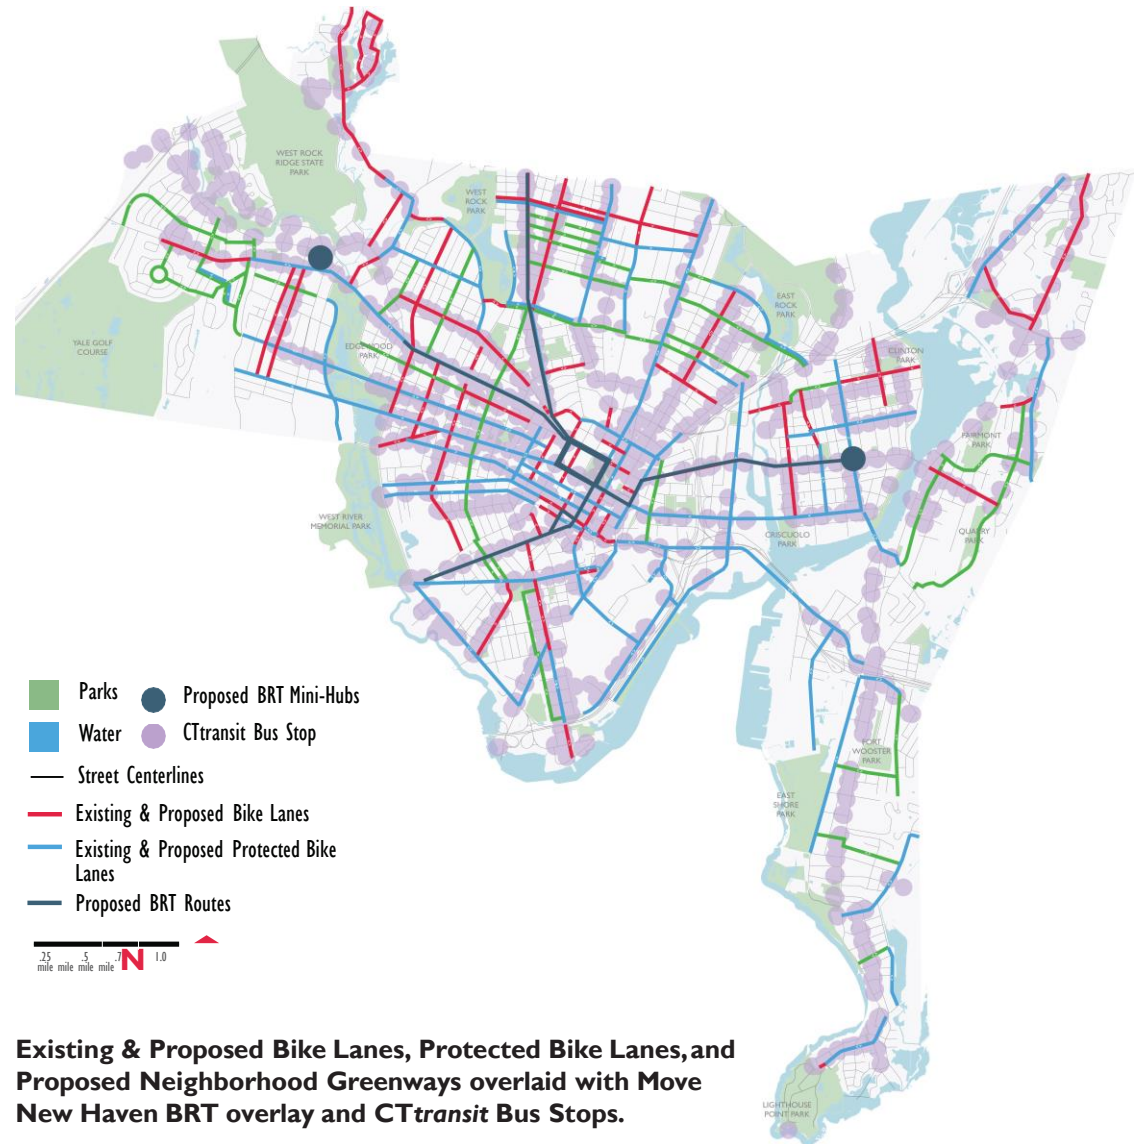 WEST ROCK
RIDGE STATE
PARK
WEST
ROCK
PARK
EAST
ROCK
PARK
YALE GOLF
COURSE
EDGEWOOD
PARK
CLINTON
PARK
FAIRMONT
PARK
WEST RIVER
MEMORIAL PARK
CRISCUOLO
PARK
QUARRY
PARK
FORT
WOOSTER
PARK
EAST
SHORE
PARK
LIGHTHOUSE
POINT PARK
Parks
Proposed BRT Mini-Hubs
Water
CTtransit Bus Stop
Street Centerlines
Existing & Proposed Bike Lanes
Existing & Proposed Protected Bike
Lanes
Proposed BRT Routes
.25 .5 .7 N 1.0
mile mile mile mile
Existing & Proposed Bike Lanes, Protected Bike Lanes, and
Proposed Neighborhood Greenways overlaid with Move
New Haven BRT overlay and CTtransit Bus Stops.